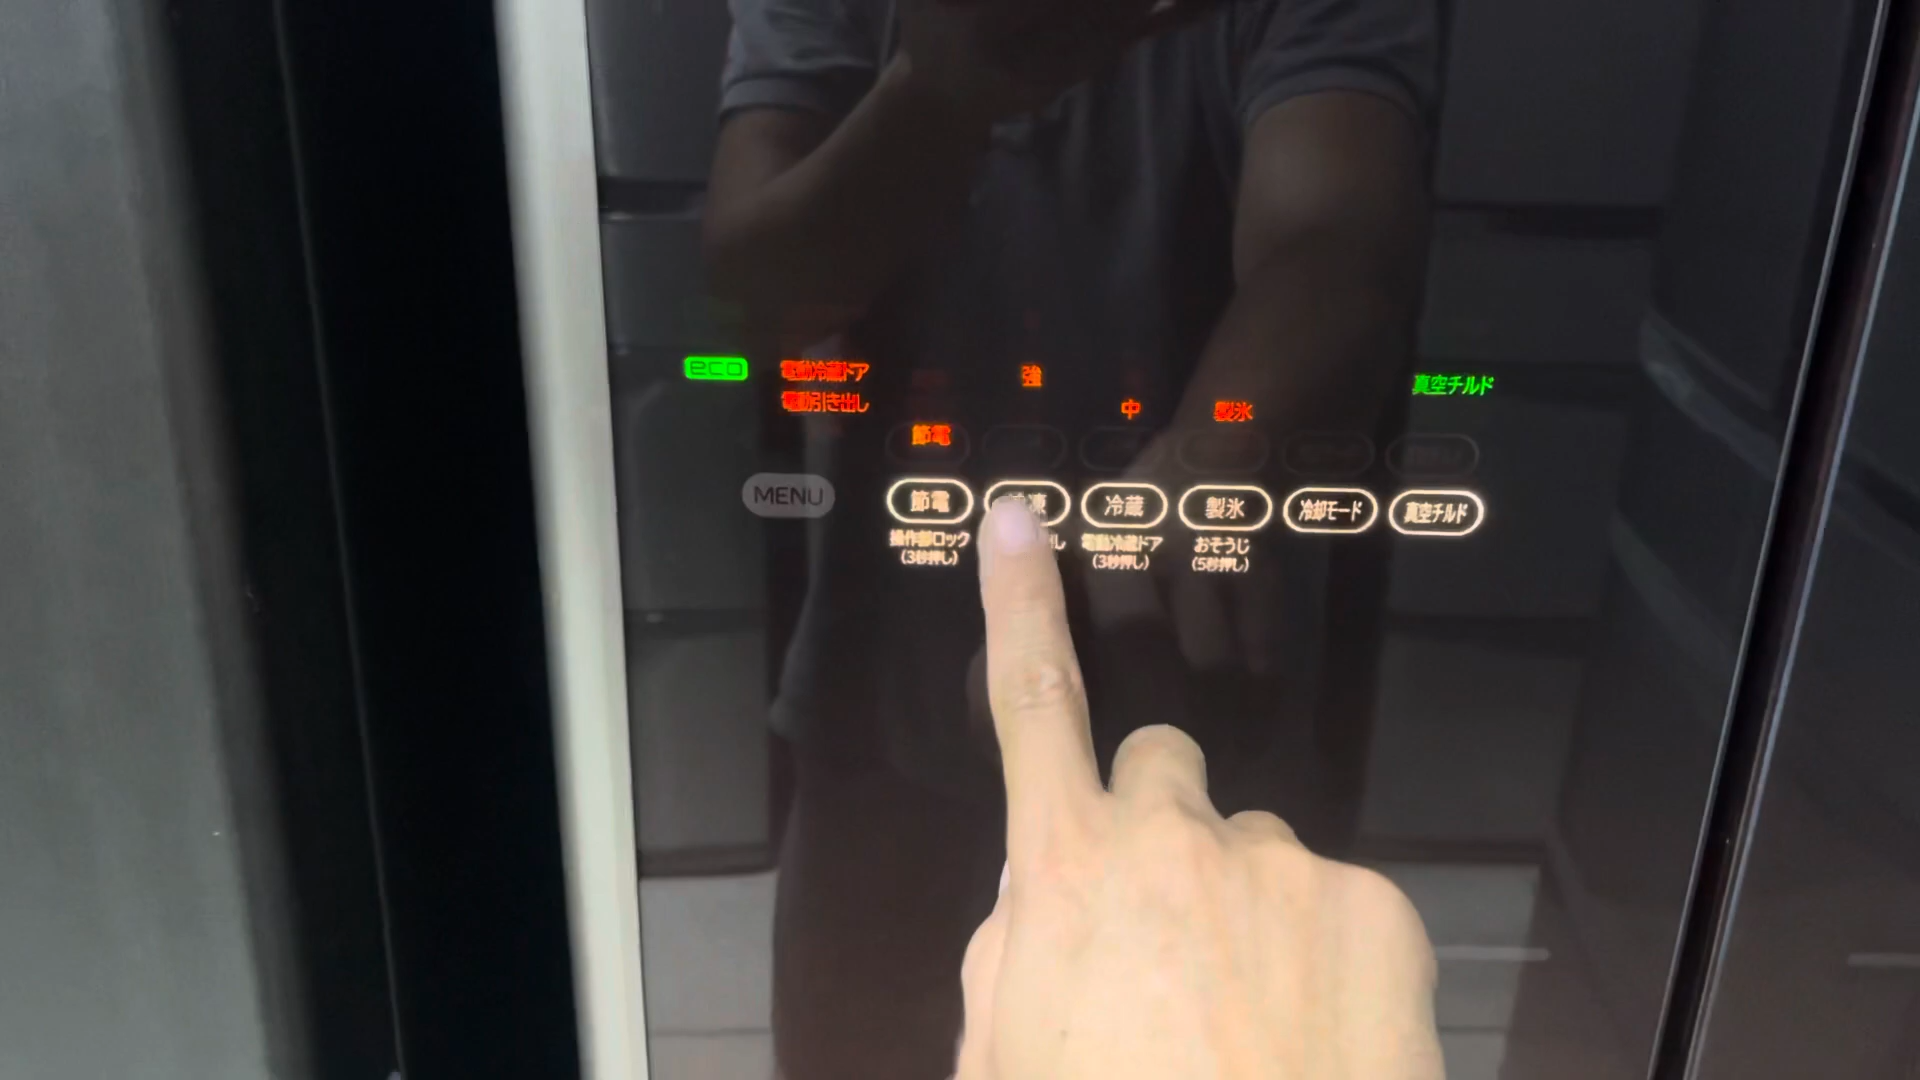 eco
電動冷蔵ドア
電動引き出し
節電
強
中
製氷
真空チルド
MENU
節電
凍
冷蔵
製氷
冷却モード
真空チルド
操作部ロック
(3秒押し)
し
電動冷蔵ドア
(3秒押し)
おそうじ
(5秒押し)